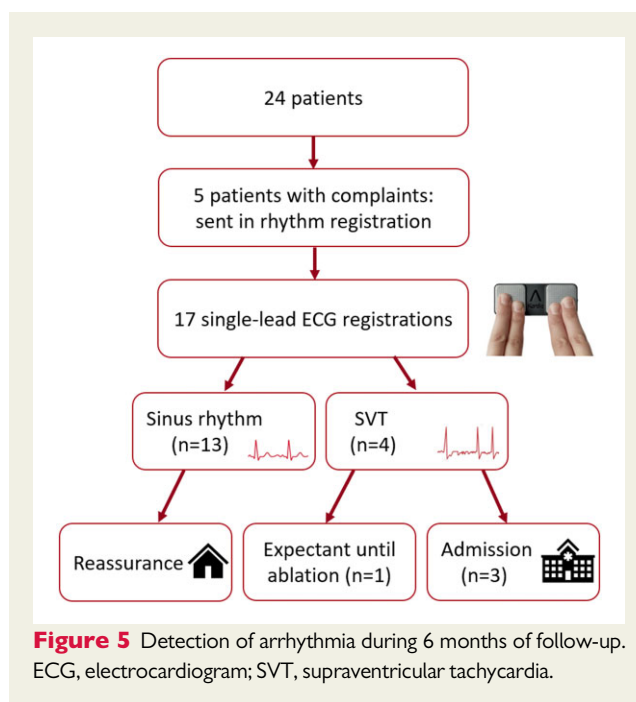 24 patients
5 patients with complaints:
sent in rhythm registration
17 single-lead ECG registrations
Sinus rhythm
(n=13)
SVT
(n=4)
Reassurance
Expectant until
ablation (n=1)
Admission
(n=3)
Figure 5 Detection of arrhythmia during 6 months of follow-up.
ECG, electrocardiogram; SVT, supraventricular tachycardia.